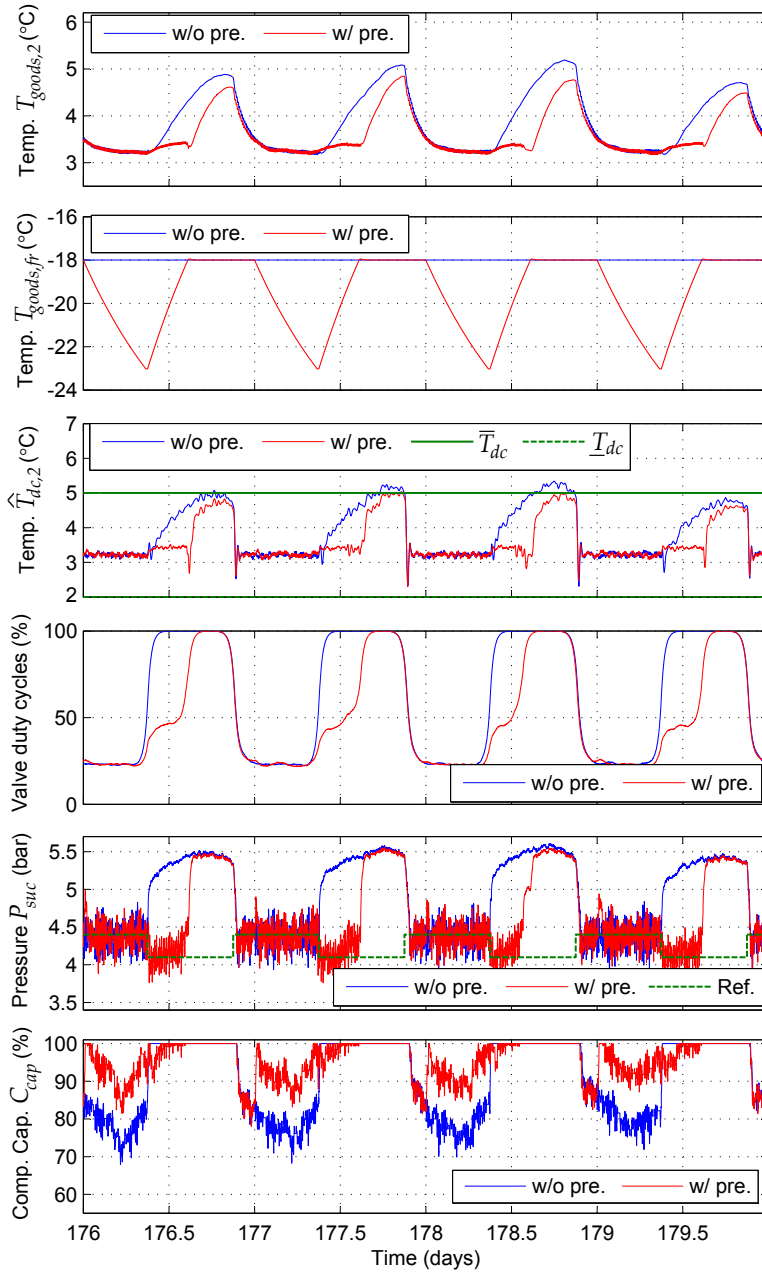 Temp. T_goods,2 (°C)
6
5
4
3
w/o pre. w/ pre.
Temp. T_goods,fr (°C)
-16
-18
-20
-22
-24
w/o pre. w/ pre.
Temp. T̂_dc,2 (°C)
7
6
5
4
3
2
w/o pre. w/ pre. T̅_dc T̲_dc
Valve duty cycles (%)
100
50
0
w/o pre. w/ pre.
Pressure P_suc (bar)
5.5
5
4.5
4
3.5
w/o pre. w/ pre. Ref.
Comp. Cap. C_cap (%)
100
90
80
70
60
w/o pre. w/ pre.
176 176.5 177 177.5 178 178.5 179 179.5
Time (days)